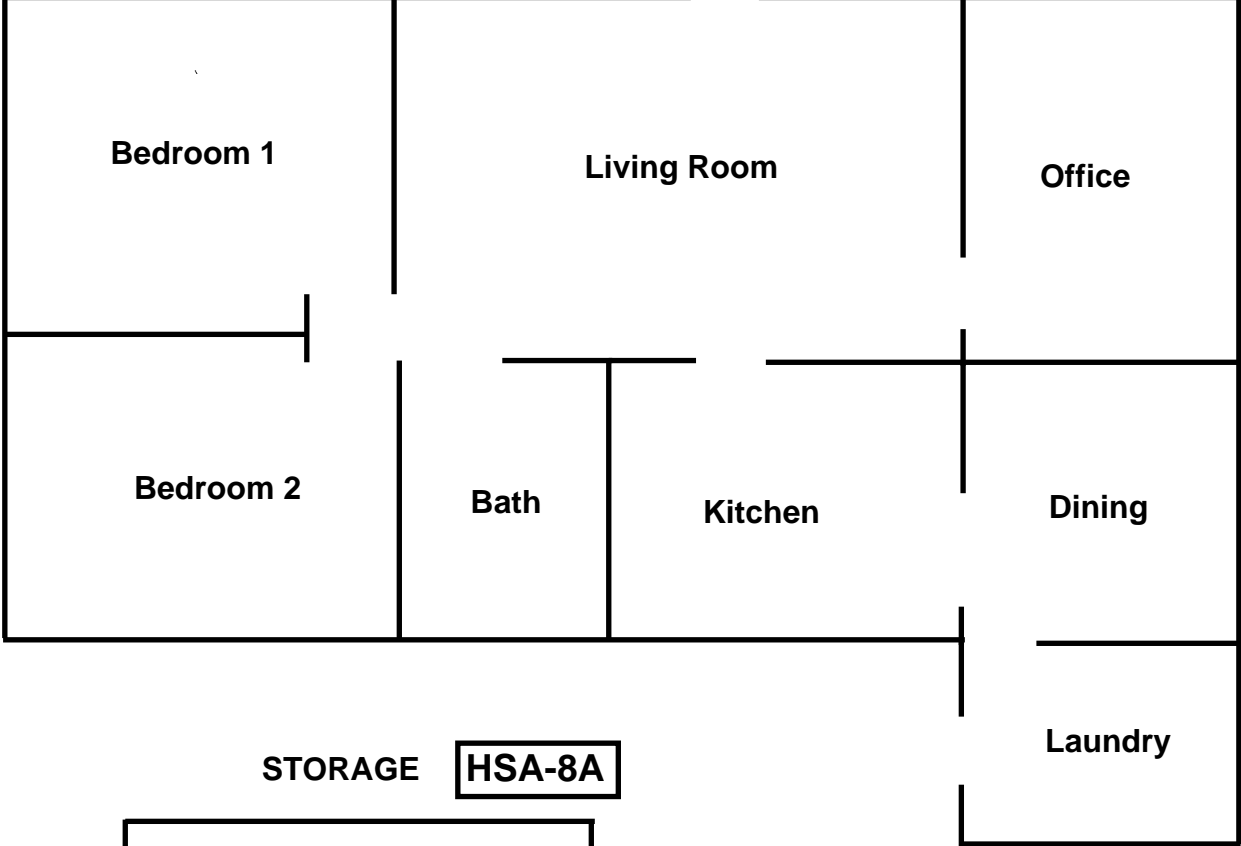 Bedroom 1
Living Room
Office
Bedroom 2
Bath
Kitchen
Dining
Laundry
STORAGE HSA-8A